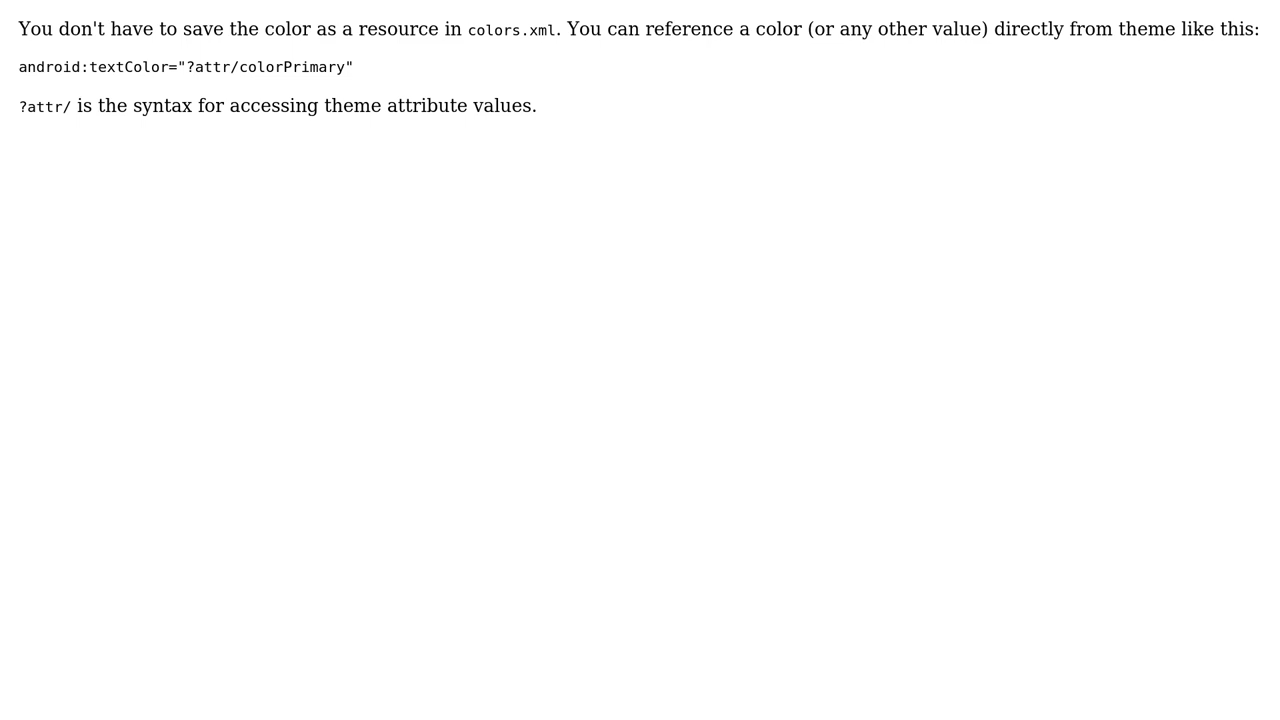 You don't have to save the color as a resource in colors.xml. You can reference a color (or any other value) directly from theme like this:
android:textColor="?attr/colorPrimary"
?attr/ is the syntax for accessing theme attribute values.